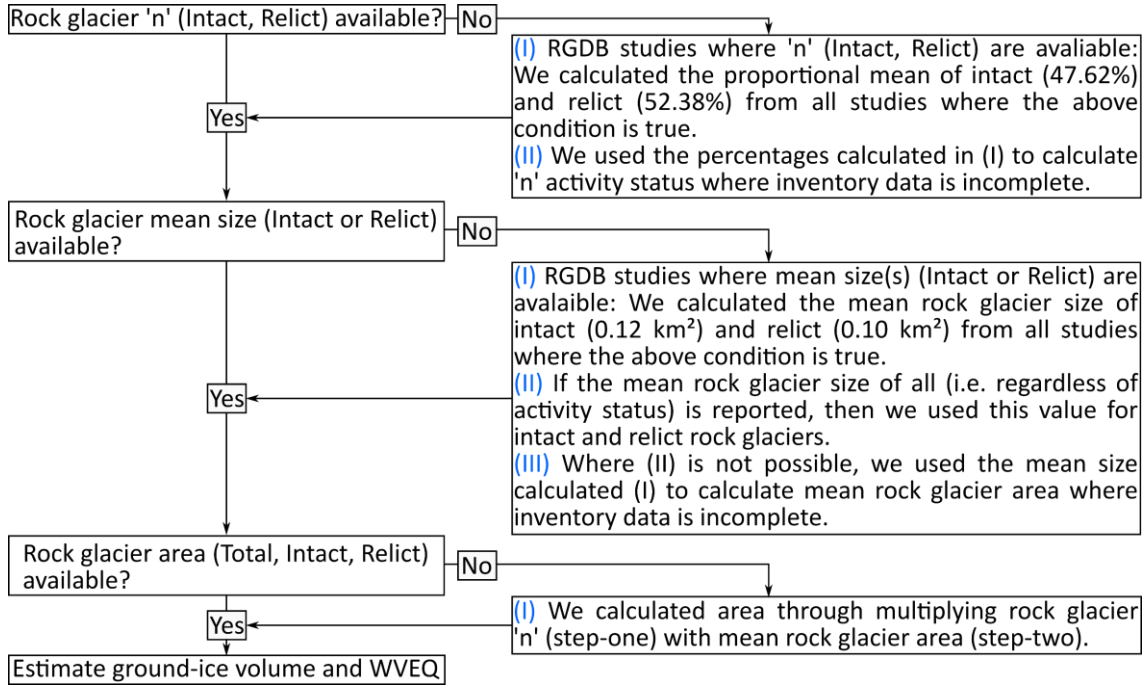 Rock glacier 'n' (Intact, Relict) available?
No
(I) RGDB studies where 'n' (Intact, Relict) are avaliable:
We calculated the proportional mean of intact (47.62%)
and relict (52.38%) from all studies where the above
condition is true.
(II) We used the percentages calculated in (I) to calculate
'n' activity status where inventory data is incomplete.
Yes
Rock glacier mean size (Intact or Relict)
available?
No
(I) RGDB studies where mean size(s) (Intact or Relict) are
avalaible: We calculated the mean rock glacier size of
intact (0.12 km²) and relict (0.10 km²) from all studies
where the above condition is true.
(II) If the mean rock glacier size of all (i.e. regardless of
activity status) is reported, then we used this value for
intact and relict rock glaciers.
(III) Where (II) is not possible, we used the mean size
calculated (I) to calculate mean rock glacier area where
inventory data is incomplete.
Yes
Rock glacier area (Total, Intact, Relict)
available?
No
(I) We calculated area through multiplying rock glacier
'n' (step-one) with mean rock glacier area (step-two).
Yes
Estimate ground-ice volume and WVEQ